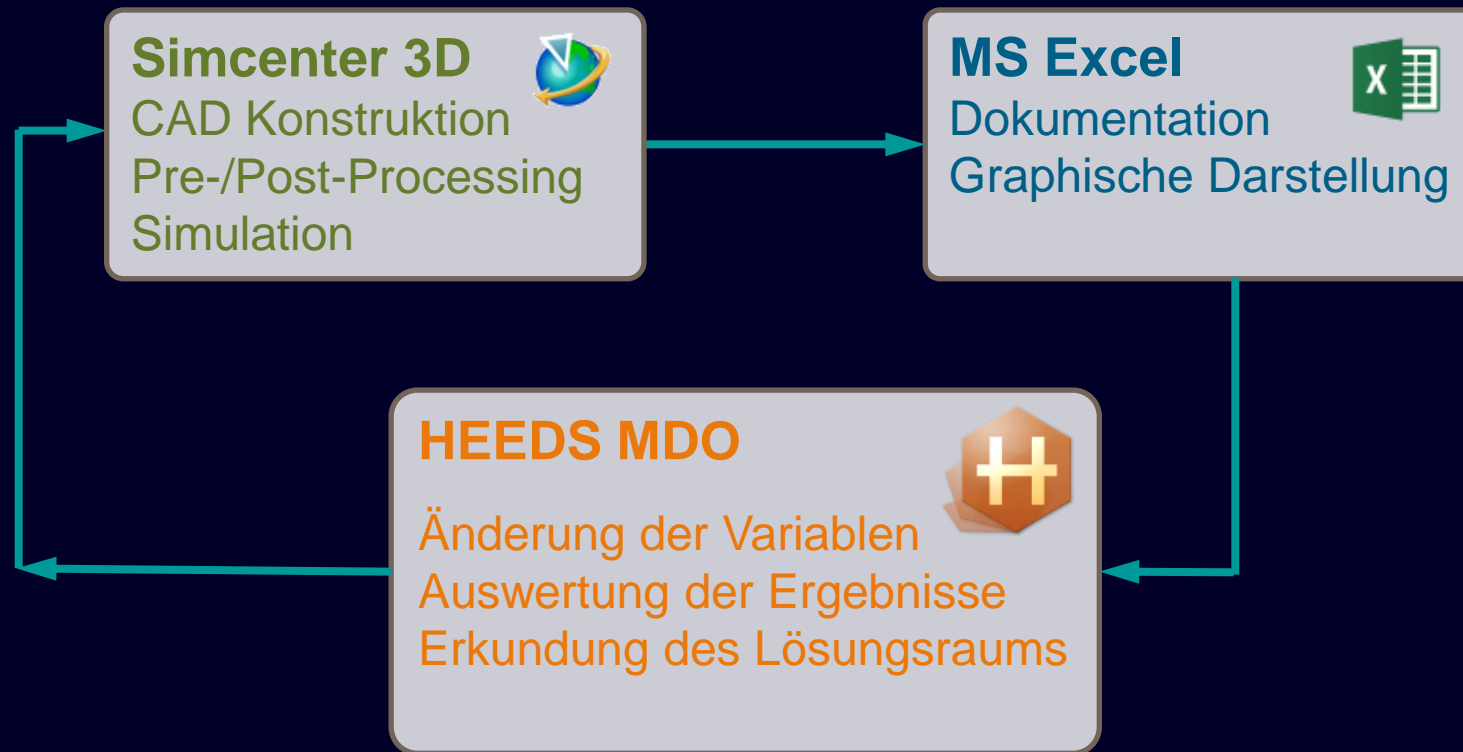 Simcenter 3D
CAD Konstruktion
Pre-/Post-Processing
Simulation
MS Excel
Dokumentation
Graphische Darstellung
X
HEEDS MDO
H
Änderung der Variablen
Auswertung der Ergebnisse
Erkundung des Lösungsraums